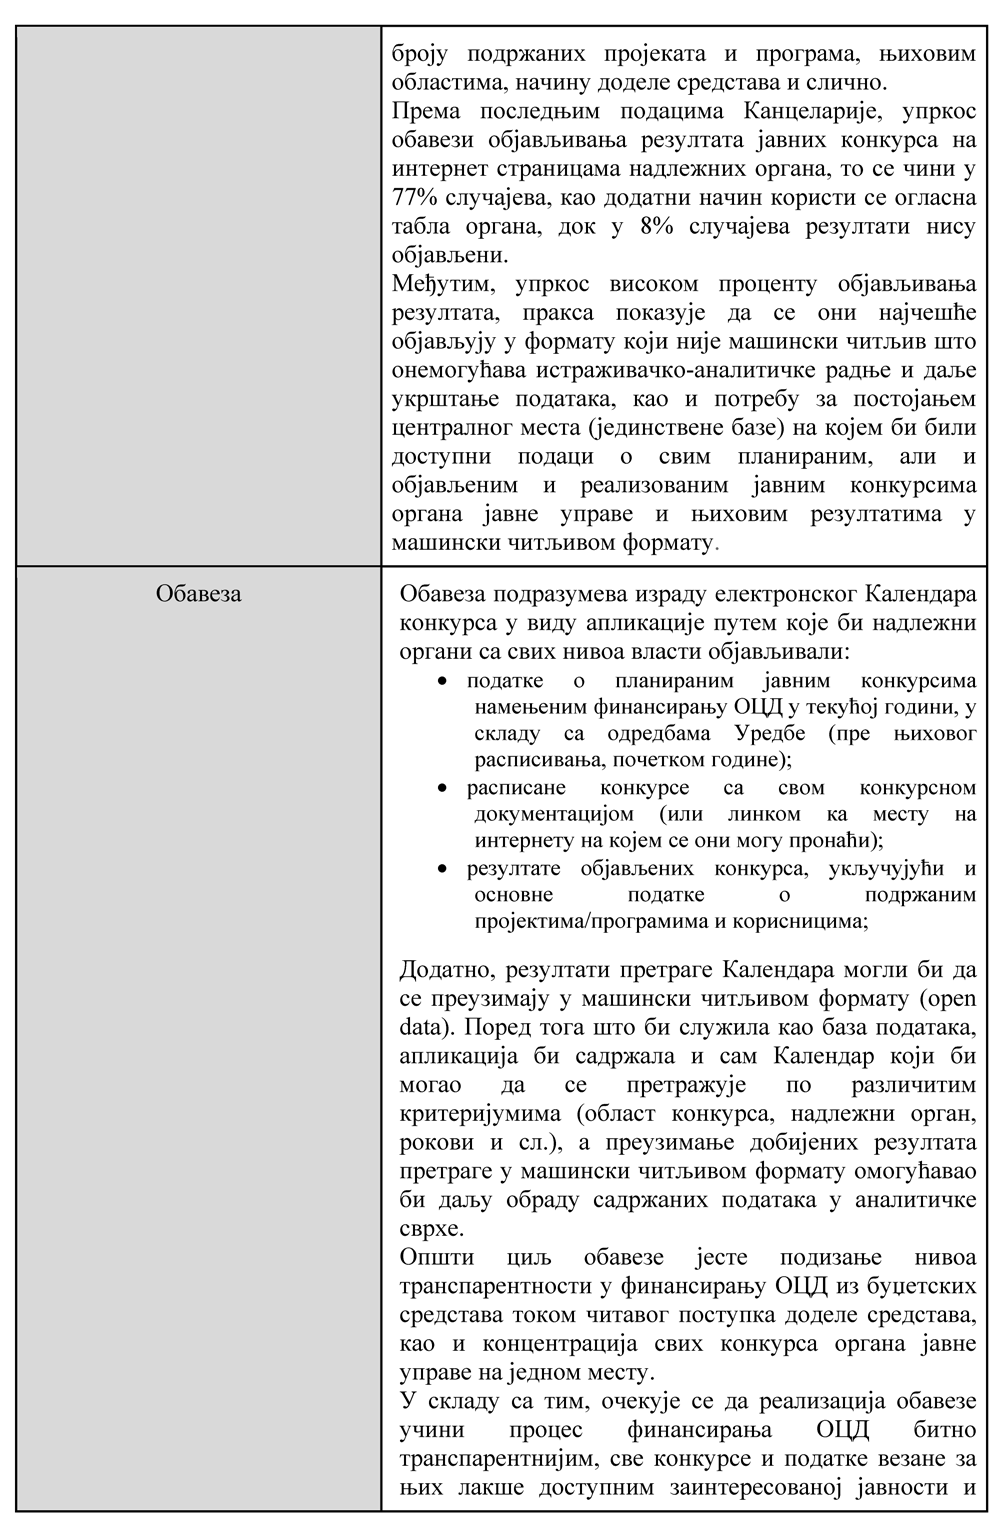 броју подржаних пројеката и програма, њиховим
областима, начину доделе средстава и слично.
Према последњим подацима Канцеларије, упркос
обавези објављивања резултата јавних конкурса на
интернет страницама надлежних органа, то се чини у
77% случајева, као додатни начин користи се огласна
табла органа, док у 8% случајева резултати нису
објављени.
Међутим, упркос високом проценту објављивања
резултата, пракса показује да се они најчешће
објављују у формату који није машински читљив што
онемогућава истраживачко-аналитичке радње и даље
укрштање података, као и потребу за постојањем
централног места (јединствене базе) на којем би били
доступни подаци о свим планираним, али и
објављеним и реализованим јавним конкурсима
органа јавне управе и њиховим резултатима у
машински читљивом формату.
Обавеза
Обавеза подразумева израду електронског Календара
конкурса у виду апликације путем које би надлежни
органи са свих нивоа власти објављивали:
• податке о планираним јавним конкурсима
намењеним финансирању ОЦД у текућој години, у
складу са одредбама Уредбе (пре њиховог
расписивања, почетком године);
• расписане конкурсе са свом конкурсном
документацијом (или линком ка месту на
интернету на којем се они могу пронаћи);
• резултате објављених конкурса, укључујући и
основне податке о подржаним
пројектима/програмима и корисницима;
Додатно, резултати претраге Календара могли би да
се преузимају у машински читљивом формату (open
data). Поред тога што би служила као база података,
апликација би садржала и сам Календар који би
могао да се претражује по различитим
критеријумима (област конкурса, надлежни орган,
рокови и сл.), а преузимање добијених резултата
претраге у машински читљивом формату омогућавао
би даљу обраду садржаних података у аналитичке
сврхе.
Општи циљ обавезе јесте подизање нивоа
транспарентности у финансирању ОЦД из буџетских
средстава током читавог поступка доделе средстава,
као и концентрација свих конкурса органа јавне
управе на једном месту.
У складу са тим, очекује се да реализација обавезе
учини процес финансирања ОЦД битно
транспарентнијим, све конкурсе и податке везане за
њих лакше доступним заинтересованој јавности и